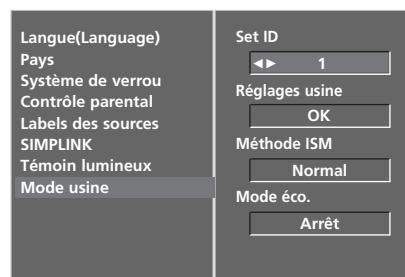 Langue(Language)
Pays
Système de verrou
Contrôle parental
Labels des sources
SIMPLINK
Témoin lumineux
Mode usine
Set ID
◄► 1
Réglages usine
OK
Méthode ISM
Normal
Mode éco.
Arrêt